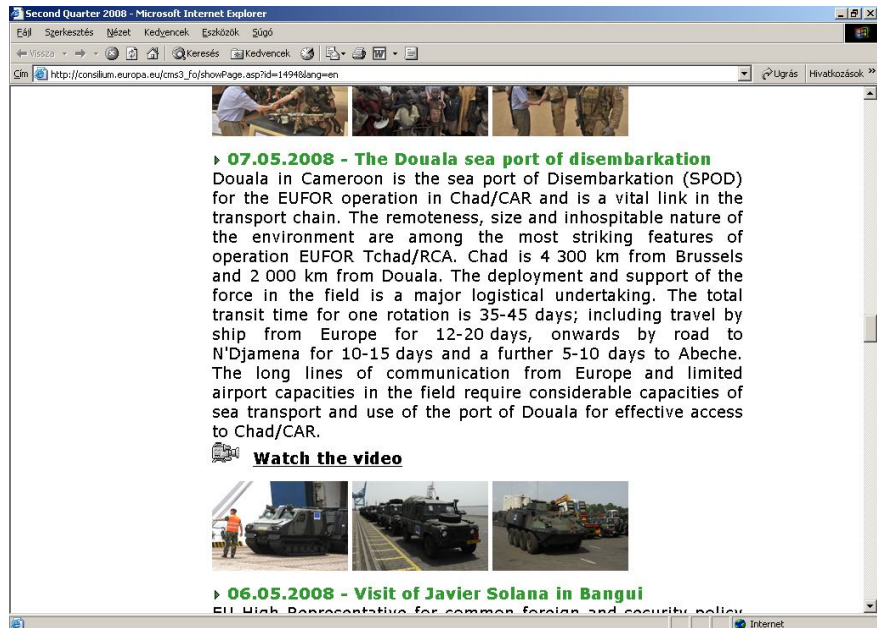 Second Quarter 2008 - Microsoft Internet Explorer
Fájl Szerkesztés Nézet Kedvencek Eszközök Súgó
Vissza Keresés Kedvencek
Cím http://consilium.europa.eu/cms3_fo/showPage.asp?id=1494&lang=en Ugrás Hivatkozások »
07.05.2008 - The Douala sea port of disembarkation
Douala in Cameroon is the sea port of Disembarkation (SPOD)
for the EUFOR operation in Chad/CAR and is a vital link in the
transport chain. The remoteness, size and inhospitable nature of
the environment are among the most striking features of
operation EUFOR Tchad/RCA. Chad is 4 300 km from Brussels
and 2 000 km from Douala. The deployment and support of the
force in the field is a major logistical undertaking. The total
transit time for one rotation is 35-45 days; including travel by
ship from Europe for 12-20 days, onwards by road to
N'Djamena for 10-15 days and a further 5-10 days to Abeche.
The long lines of communication from Europe and limited
airport capacities in the field require considerable capacities of
sea transport and use of the port of Douala for effective access
to Chad/CAR.
Watch the video
06.05.2008 - Visit of Javier Solana in Bangui
EU High Representative for common foreign and security policy
Internet